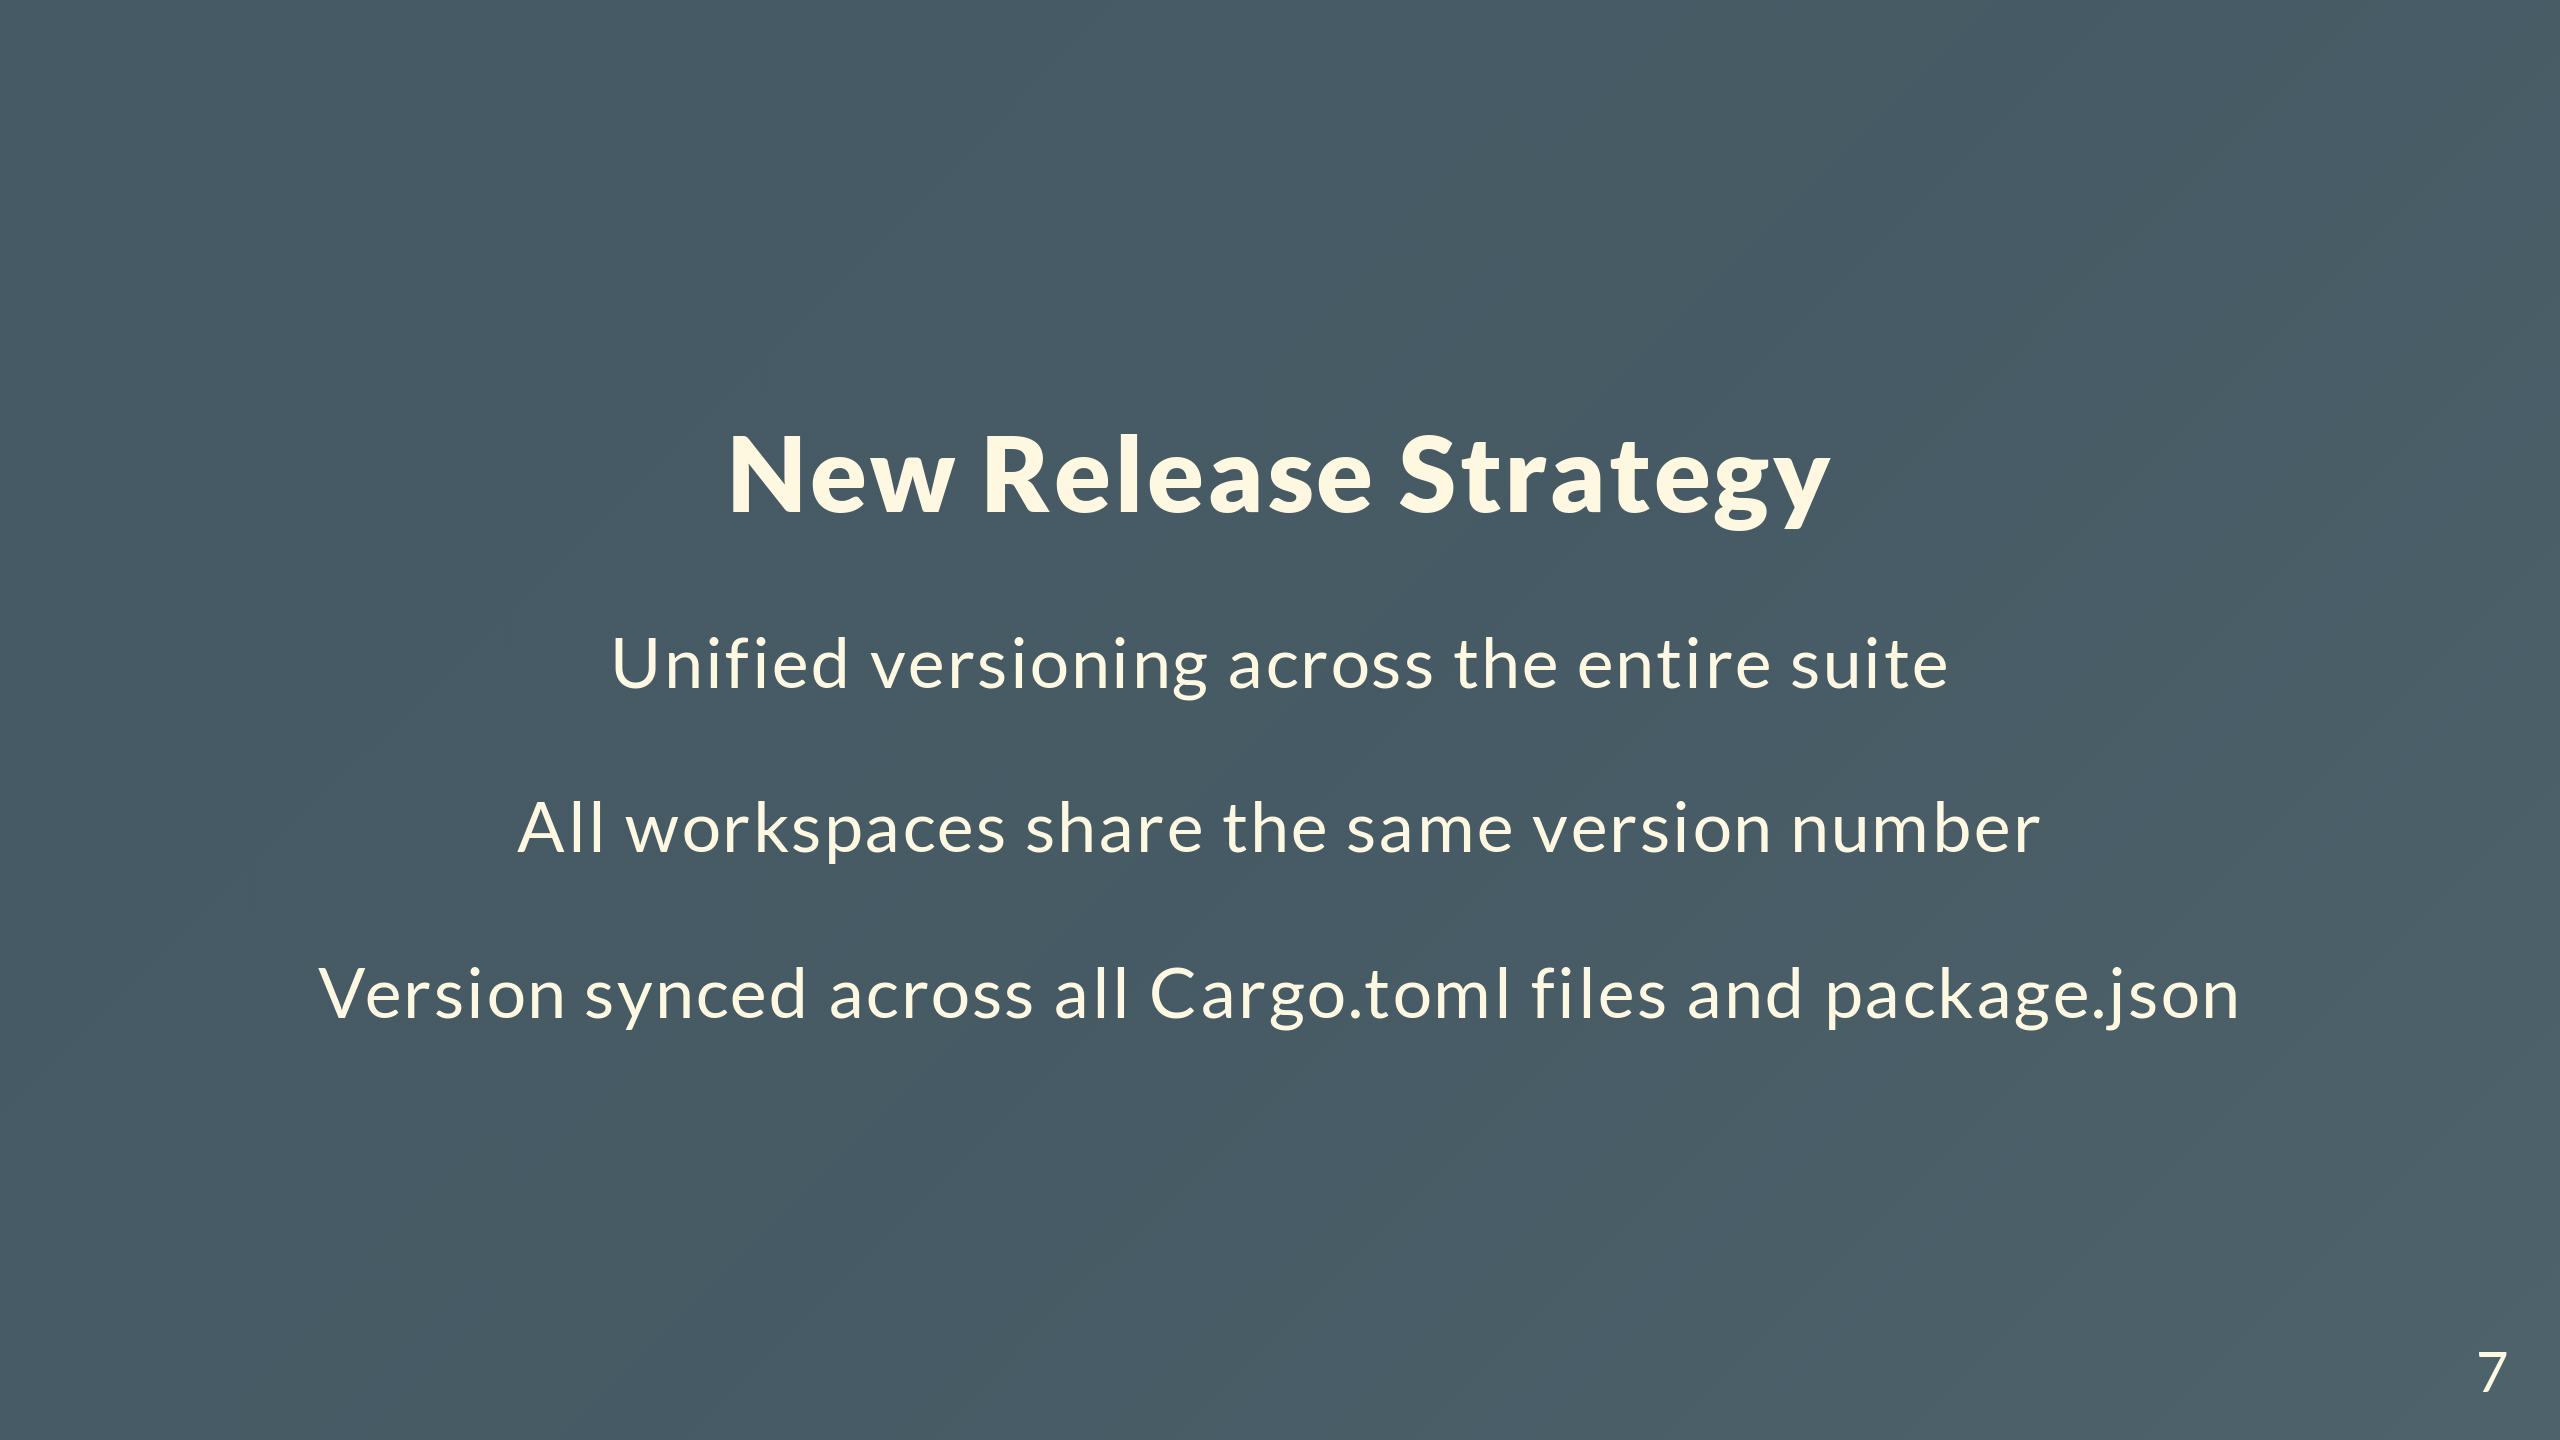 New Release Strategy
Unified versioning across the entire suite
All workspaces share the same version number
Version synced across all Cargo.toml files and package.json
7